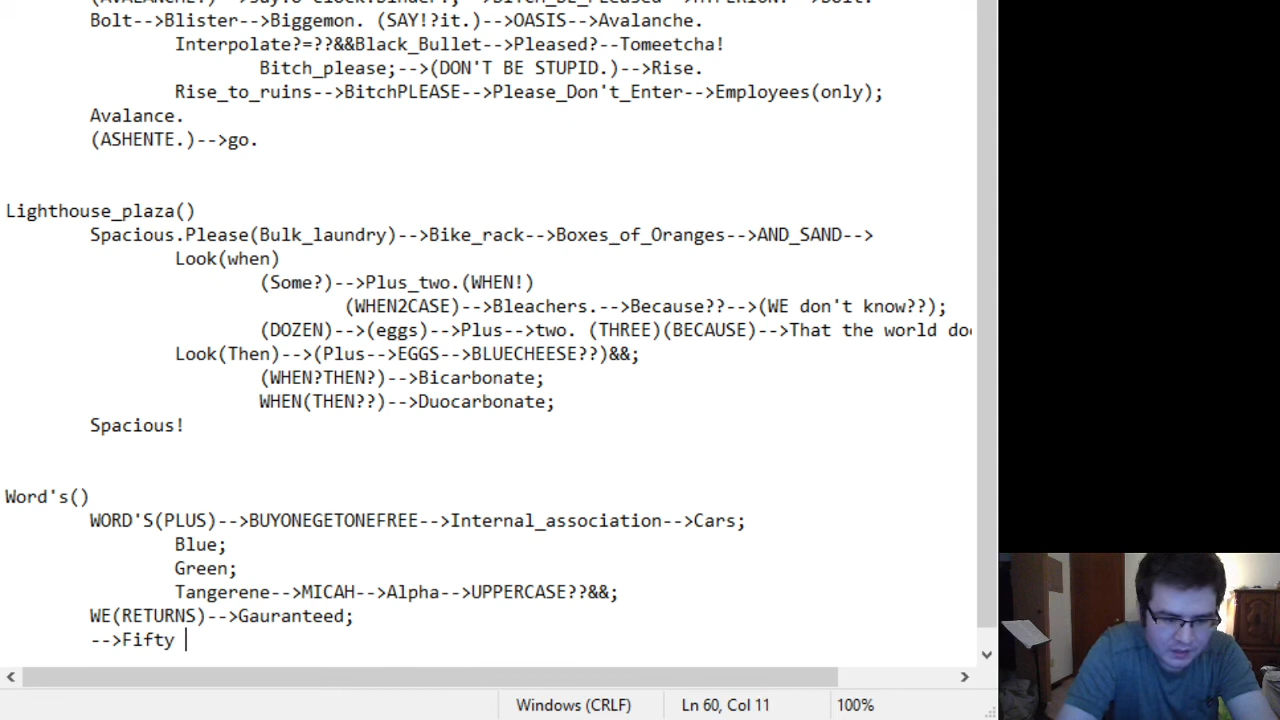 Bolt-->Blister-->Biggemon. (SAY!?it.)-->OASIS-->Avalanche.
Interpolate?=??&&Black_Bullet-->Pleased?--Tomeetcha!
Bitch_please;-->(DON'T BE STUPID.)-->Rise.
Rise_to_ruins-->BitchPLEASE-->Please_Don't_Enter-->Employees(only);
Avalance.
(ASHENTE.)-->go.
Lighthouse_plaza()
Spacious.Please(Bulk_laundry)-->Bike_rack-->Boxes_of_Oranges-->AND_SAND-->
Look(when)
(Some?)-->Plus_two.(WHEN!)
(WHEN2CASE)-->Bleachers.-->Because??-->(WE don't know??);
(DOZEN)-->(eggs)-->Plus-->two. (THREE)(BECAUSE)-->That the world
Look(Then)-->(Plus-->EGGS-->BLUECHEESE??)&&;
(WHEN?THEN?)-->Bicarbonate;
WHEN(THEN??)-->Duocarbonate;
Spacious!
Word's()
WORD'S(PLUS)-->BUYONEGETONEFREE-->Internal_association-->Cars;
Blue;
Green;
Tangerene-->MICAH-->Alpha-->UPPERCASE??&&;
WE(RETURNS)-->Gauranteed;
-->Fifty
Windows (CRLF) Ln 60, Col 11 100%